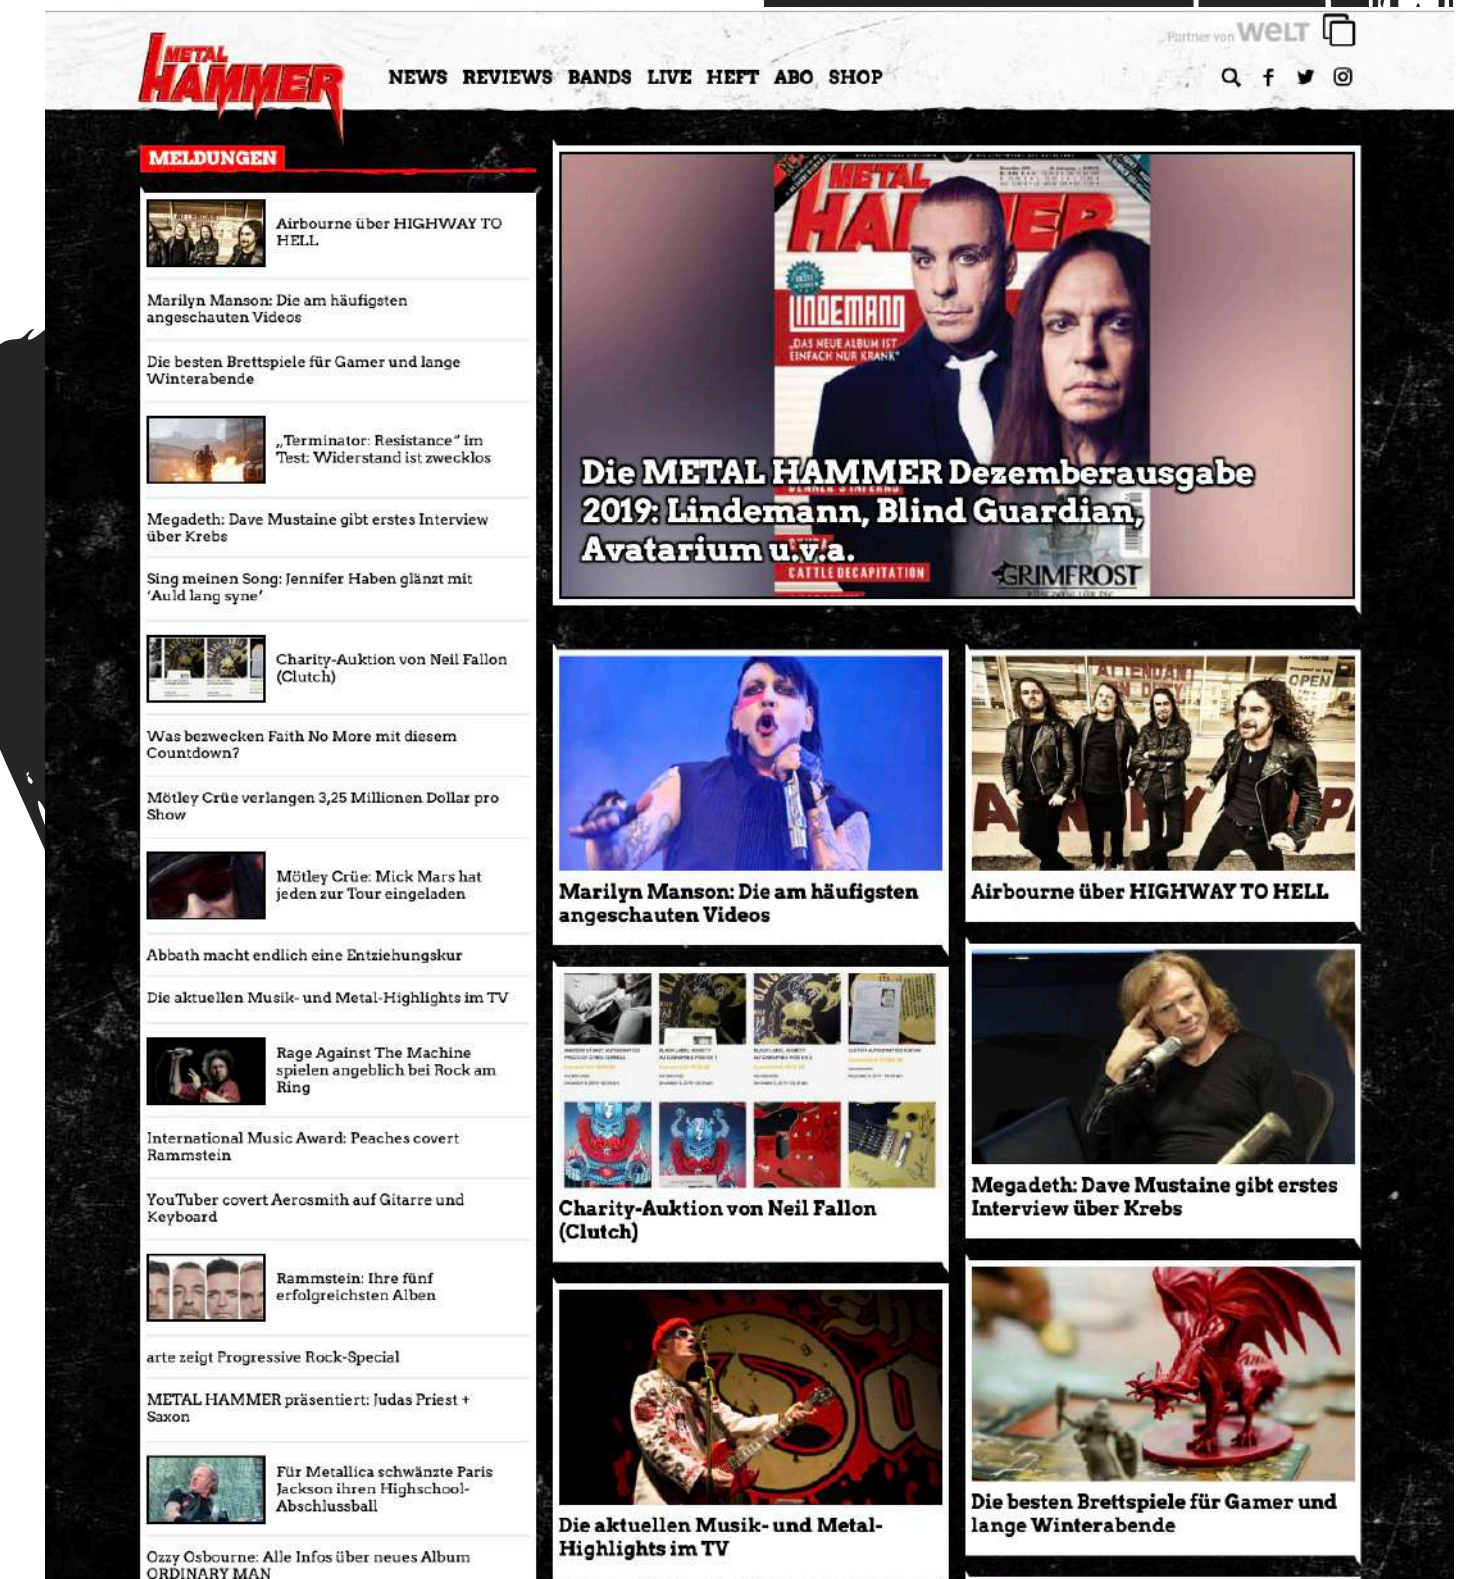 Partner von WELT
METAL
HAMMER
NEWS REVIEWS BANDS LIVE HEFT ABO SHOP
MELDUNGEN
Airbourne über HIGHWAY TO
HELL
Marilyn Manson: Die am häufigsten
angeschauten Videos
Die besten Brettspiele für Gamer und lange
Winterabende
„Terminator: Resistance“ im
Test: Widerstand ist zwecklos
Megadeth: Dave Mustaine gibt erstes Interview
über Krebs
Sing meinen Song: Jennifer Haben glänzt mit
‘Auld lang syne’
Charity-Auktion von Neil Fallon
(Clutch)
Was bezwecken Faith No More mit diesem
Countdown?
Mötley Crüe verlangen 3,25 Millionen Dollar pro
Show
Mötley Crüe: Mick Mars hat
jeden zur Tour eingeladen
Abbath macht endlich eine Entziehungskur
Die aktuellen Musik- und Metal-Highlights im TV
Rage Against The Machine
spielen angeblich bei Rock am
Ring
International Music Award: Peaches covert
Rammstein
YouTuber covert Aerosmith auf Gitarre und
Keyboard
Rammstein: Ihre fünf
erfolgreichsten Alben
arte zeigt Progressive Rock-Special
METAL HAMMER präsentiert: Judas Priest +
Saxon
Für Metallica schwänzte Paris
Jackson ihren Highschool-
Abschlussball
Ozzy Osbourne: Alle Infos über neues Album
ORDINARY MAN
METAL
HAMMER
LINDEMANN
„DAS NEUE ALBUM IST
EINFACH NUR KRANK“
Die METAL HAMMER Dezemberausgabe
2019: Lindemann, Blind Guardian,
Avatarium u.v.a.
CATTLE DECAPITATION
GRIMFROST
Marilyn Manson: Die am häufigsten
angeschauten Videos
ATTENDANT
ON DUTY
OPEN
Airbourne über HIGHWAY TO HELL
Charity-Auktion von Neil Fallon
(Clutch)
Megadeth: Dave Mustaine gibt erstes
Interview über Krebs
Die aktuellen Musik- und Metal-
Highlights im TV
Die besten Brettspiele für Gamer und
lange Winterabende